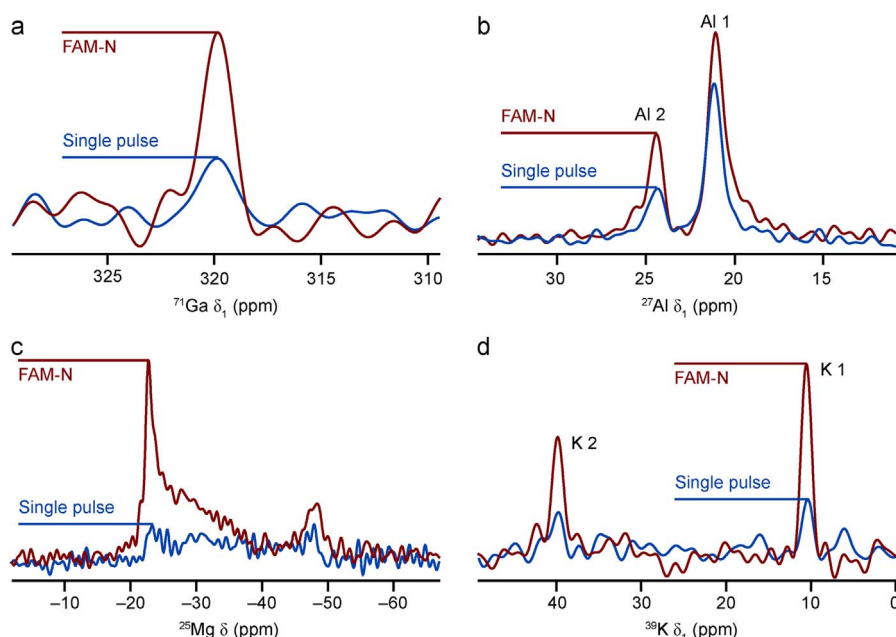 a
FAM-N
Single pulse
325 320 315 310
⁷¹Ga δ₁ (ppm)
b
Al 1
Al 2
FAM-N
Single pulse
30 25 20 15
²⁷Al δ₁ (ppm)
c
FAM-N
Single pulse
–10 –20 –30 –40 –50 –60
²⁵Mg δ (ppm)
d
K 1
FAM-N
K 2
Single pulse
40 30 20 10 0
³⁹K δ₁ (ppm)